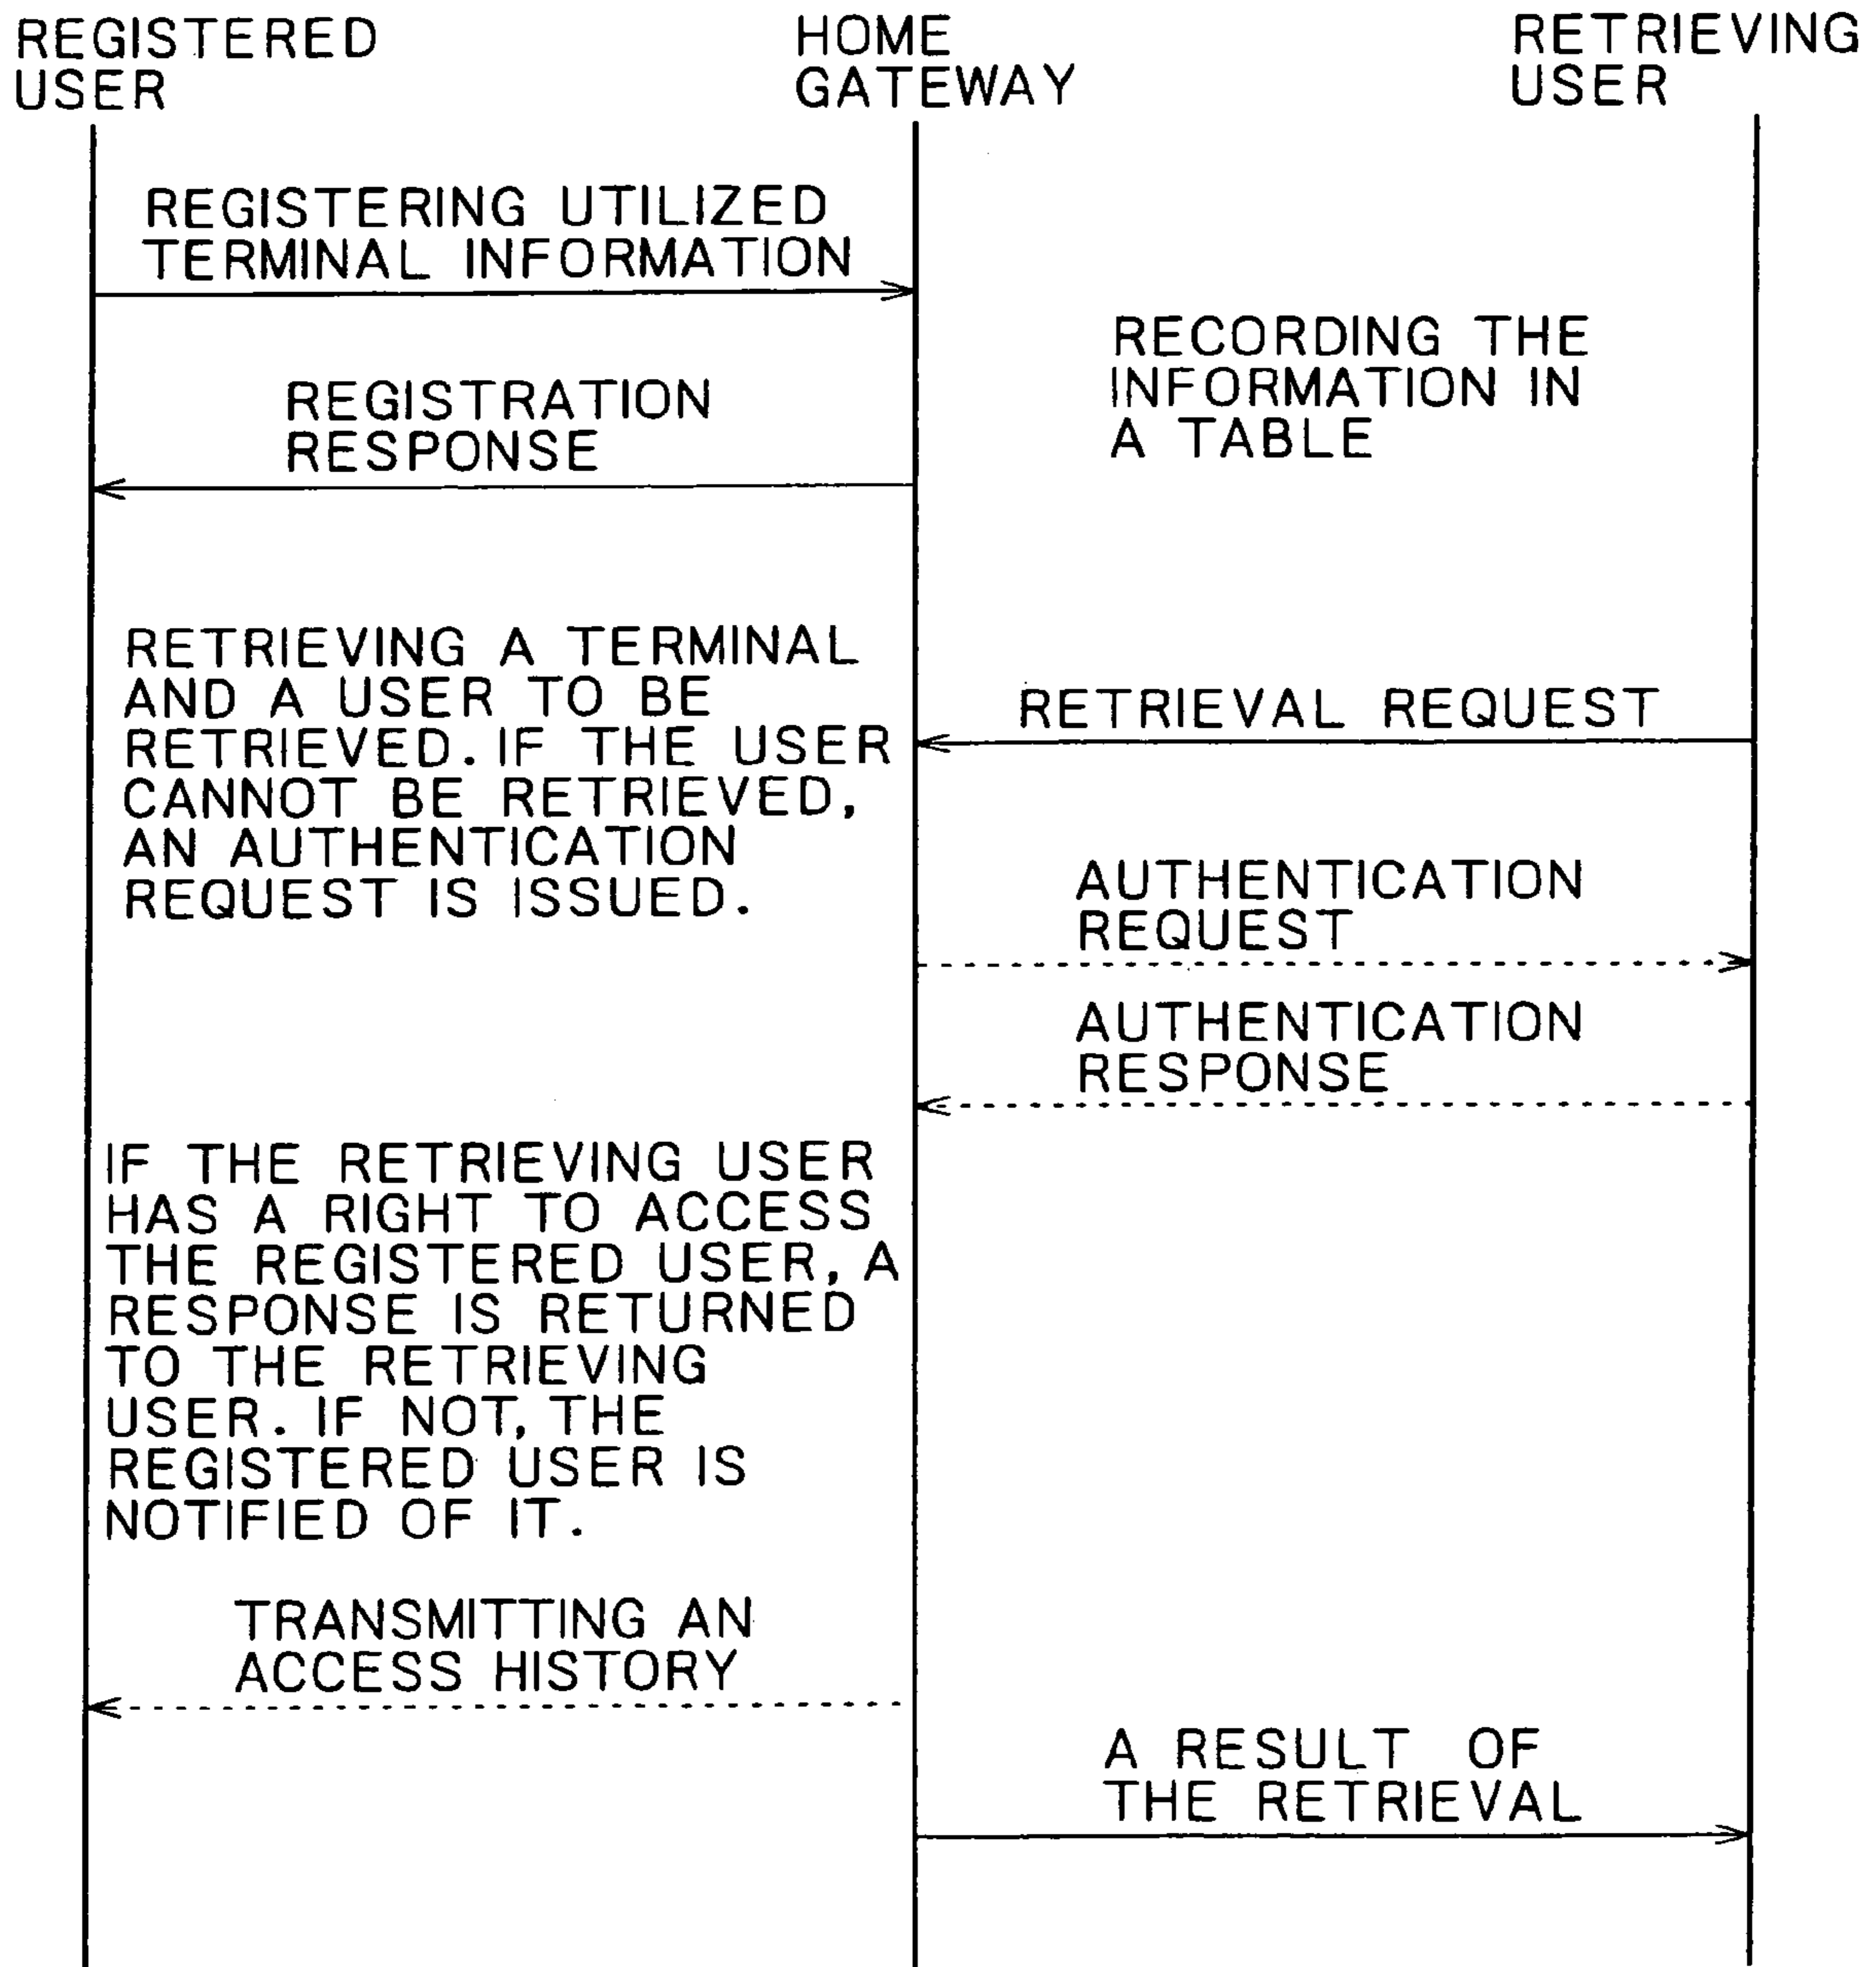 REGISTERED
USER
HOME
GATEWAY
RETRIEVING
USER
REGISTERING UTILIZED
TERMINAL INFORMATION
RECORDING THE
INFORMATION IN
A TABLE
REGISTRATION
RESPONSE
RETRIEVING A TERMINAL
AND A USER TO BE
RETRIEVED. IF THE USER
CANNOT BE RETRIEVED,
AN AUTHENTICATION
REQUEST IS ISSUED.
RETRIEVAL REQUEST
AUTHENTICATION
REQUEST
AUTHENTICATION
RESPONSE
IF THE RETRIEVING USER
HAS A RIGHT TO ACCESS
THE REGISTERED USER, A
RESPONSE IS RETURNED
TO THE RETRIEVING
USER. IF NOT, THE
REGISTERED USER IS
NOTIFIED OF IT.
TRANSMITTING AN
ACCESS HISTORY
A RESULT OF
THE RETRIEVAL